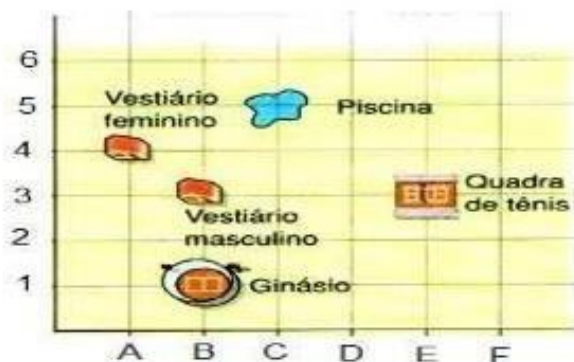 6
Vestiário
feminino
5
Piscina
4
3
Quadra
de tênis
Vestiário
masculino
2
1
Ginásio
A B C D E F